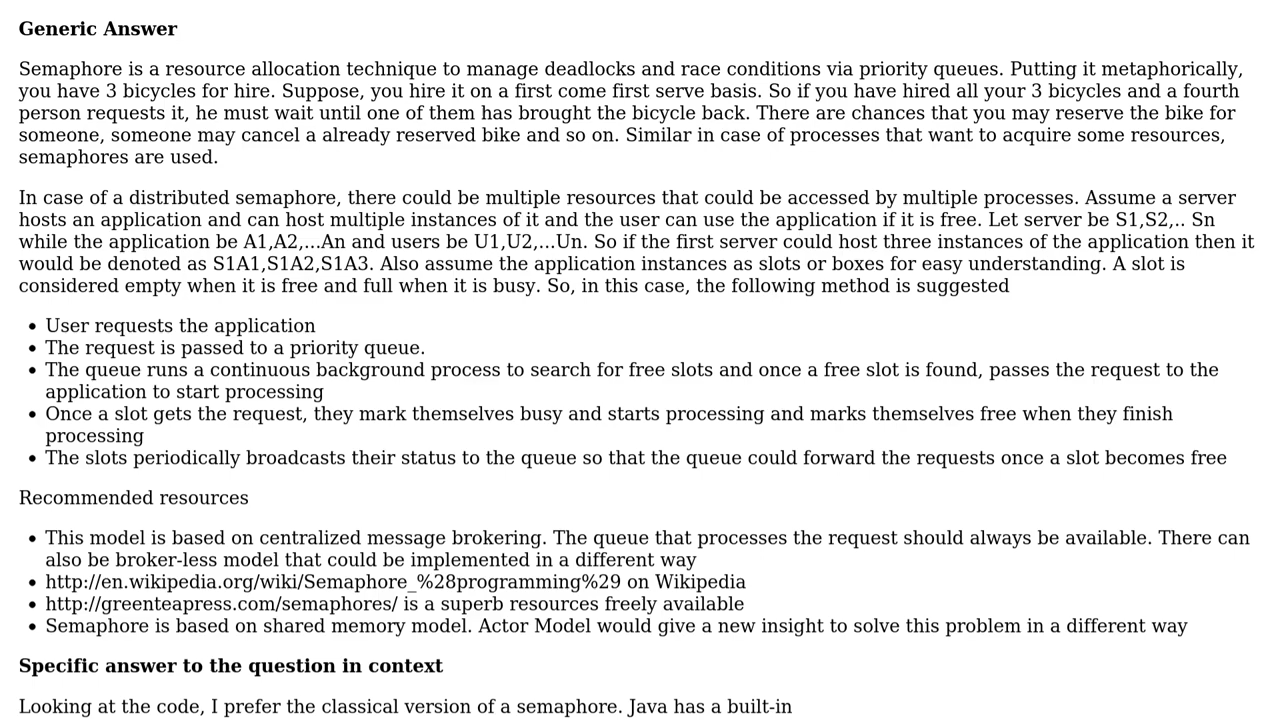 Generic Answer
Semaphore is a resource allocation technique to manage deadlocks and race conditions via priority queues. Putting it metaphorically,
you have 3 bicycles for hire. Suppose, you hire it on a first come first serve basis. So if you have hired all your 3 bicycles and a fourth
person requests it, he must wait until one of them has brought the bicycle back. There are chances that you may reserve the bike for
someone, someone may cancel a already reserved bike and so on. Similar in case of processes that want to acquire some resources,
semaphores are used.
In case of a distributed semaphore, there could be multiple resources that could be accessed by multiple processes. Assume a server
hosts an application and can host multiple instances of it and the user can use the application if it is free. Let server be S1,S2,.. Sn
while the application be A1,A2,...An and users be U1,U2,...Un. So if the first server could host three instances of the application then it
would be denoted as S1A1,S1A2,S1A3. Also assume the application instances as slots or boxes for easy understanding. A slot is
considered empty when it is free and full when it is busy. So, in this case, the following method is suggested
• User requests the application
• The request is passed to a priority queue.
• The queue runs a continuous background process to search for free slots and once a free slot is found, passes the request to the
application to start processing
• Once a slot gets the request, they mark themselves busy and starts processing and marks themselves free when they finish
processing
• The slots periodically broadcasts their status to the queue so that the queue could forward the requests once a slot becomes free
Recommended resources
• This model is based on centralized message brokering. The queue that processes the request should always be available. There can
also be broker-less model that could be implemented in a different way
• http://en.wikipedia.org/wiki/Semaphore_%28programming%29 on Wikipedia
• http://greenteapress.com/semaphores/ is a superb resources freely available
• Semaphore is based on shared memory model. Actor Model would give a new insight to solve this problem in a different way
Specific answer to the question in context
Looking at the code, I prefer the classical version of a semaphore. Java has a built-in